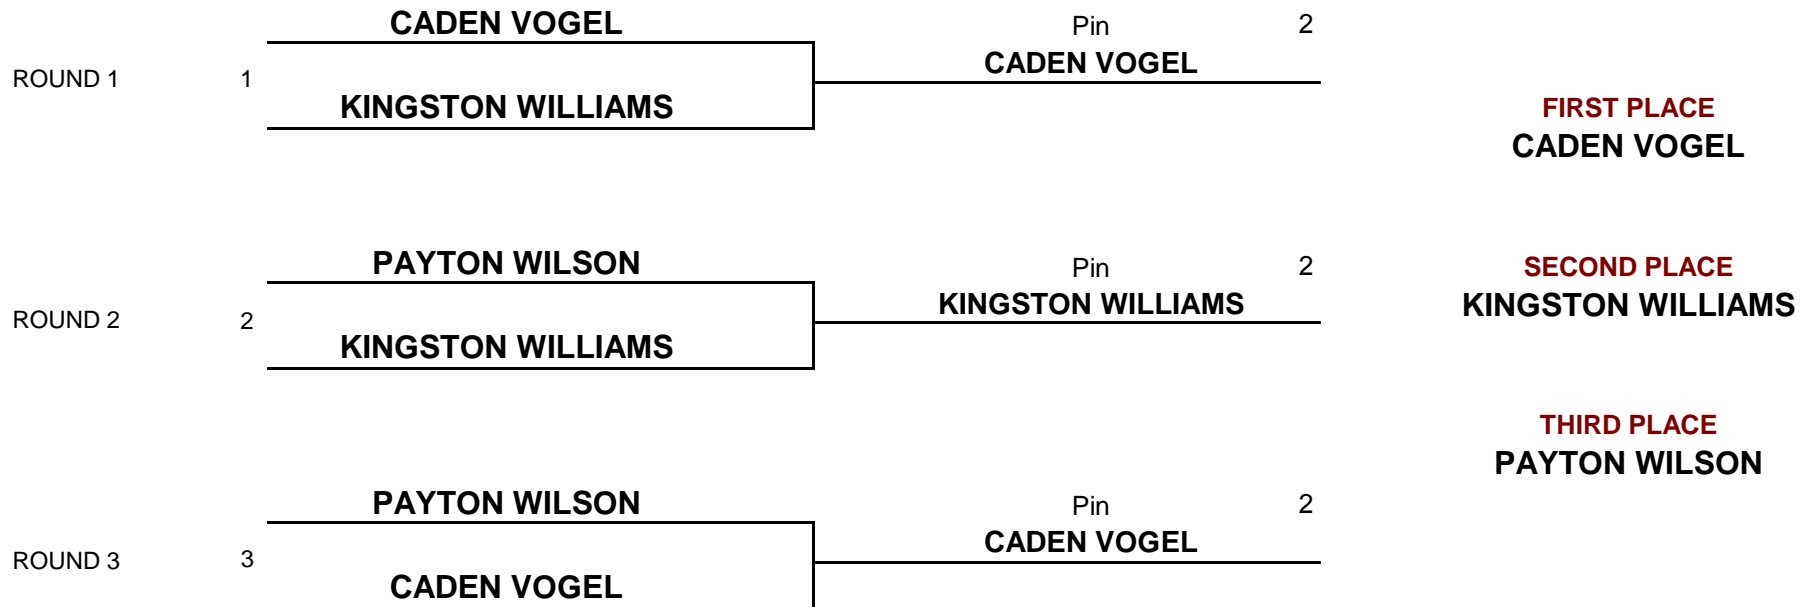 CADEN VOGEL
Pin 2
CADEN VOGEL
ROUND 1 1
KINGSTON WILLIAMS
FIRST PLACE
CADEN VOGEL
PAYTON WILSON
Pin 2
KINGSTON WILLIAMS
ROUND 2 2
KINGSTON WILLIAMS
SECOND PLACE
KINGSTON WILLIAMS
THIRD PLACE
PAYTON WILSON
PAYTON WILSON
Pin 2
CADEN VOGEL
ROUND 3 3
CADEN VOGEL